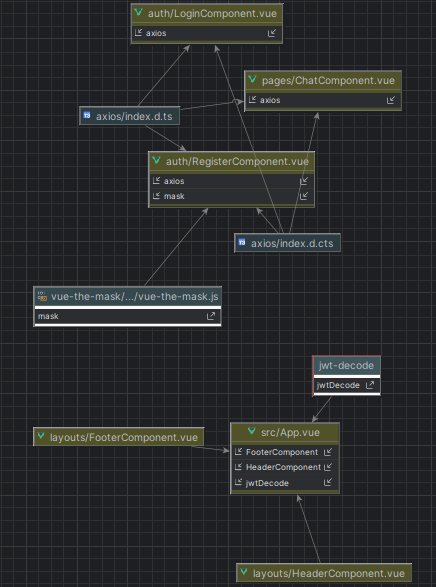 auth/LoginComponent.vue
axios
pages/ChatComponent.vue
axios
axios/index.d.ts
auth/RegisterComponent.vue
axios
mask
axios/index.d.cts
vue-the-mask/.../vue-the-mask.js
mask
jwt-decode
jwtDecode
layouts/FooterComponent.vue
src/App.vue
FooterComponent
HeaderComponent
jwtDecode
layouts/HeaderComponent.vue